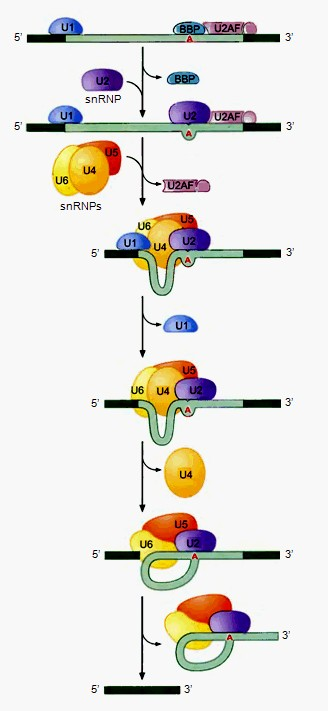 U1 BBP U2AF
5' A 3'
U2 BBP
snRNP
U1 U2 U2AF
5' A 3'
U5
U6 U4
snRNPs U2AF
U6 U5
U1 U4 U2
5' A 3'
U1
U5
U6 U4 U2
5' A 3'
U4
U5
U6 U2
5' A 3'
A 3'
5' 3'